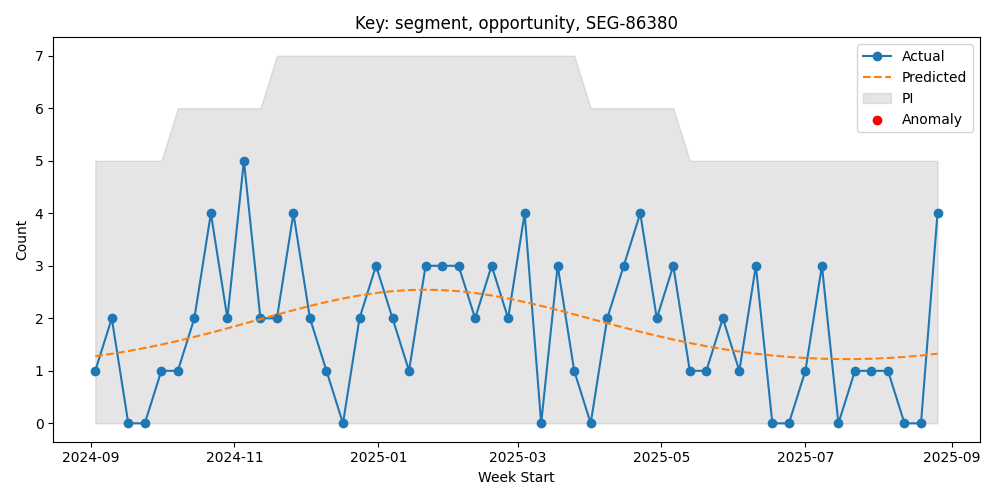 Key: segment, opportunity, SEG-86380
Actual
Predicted
PI
Anomaly
7
6
5
4
3
2
1
0
Count
2024-09
2024-11
2025-01
2025-03
2025-05
2025-07
2025-09
Week Start